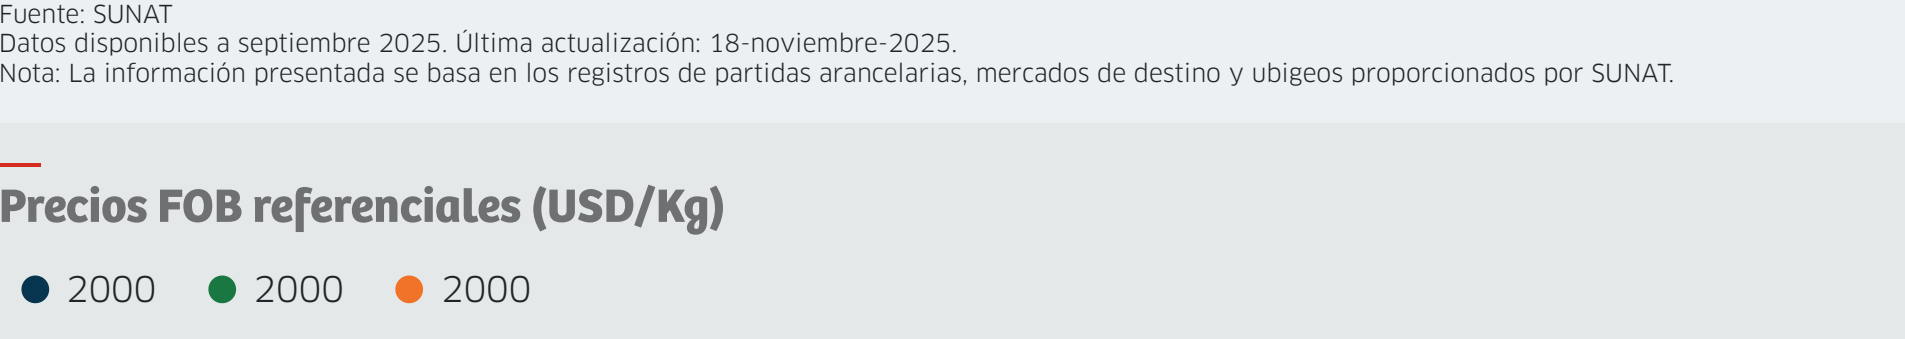 Fuente: SUNAT
Datos disponibles a septiembre 2025. Última actualización: 18-noviembre-2025.
Nota: La información presentada se basa en los registros de partidas arancelarias, mercados de destino y ubigeos proporcionados por SUNAT.
Precios FOB referenciales (USD/Kg)
2000 2000 2000